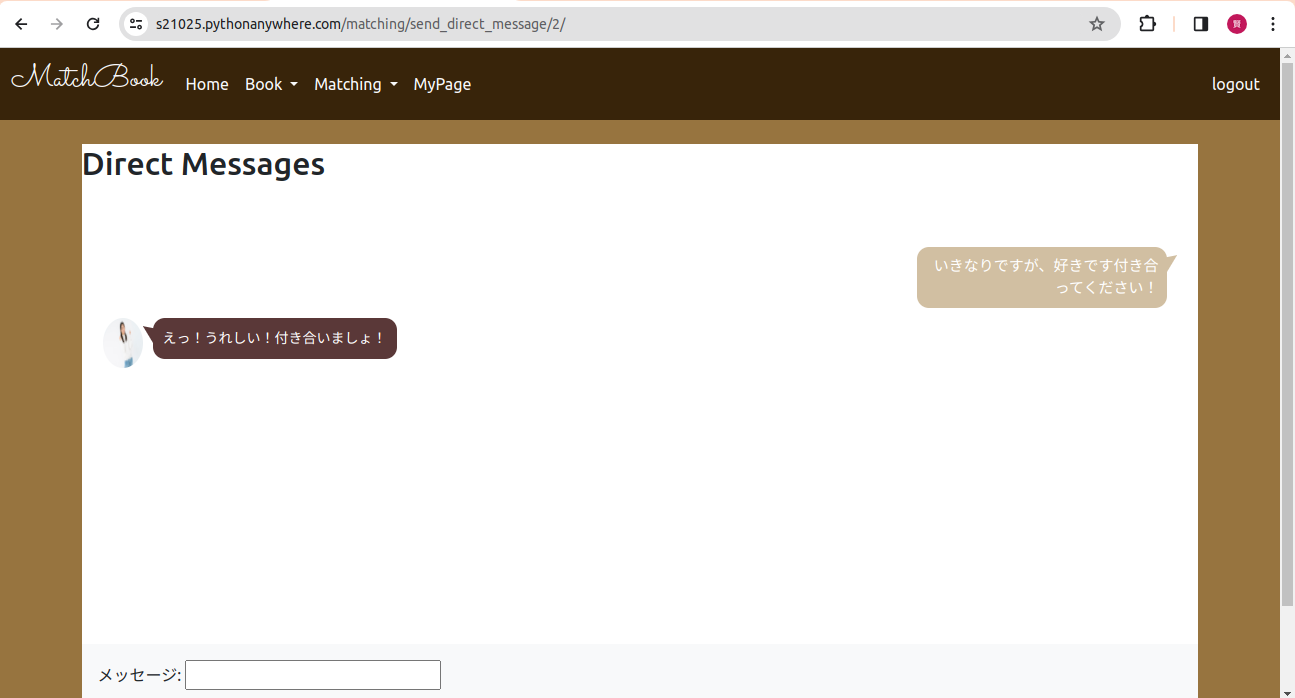 s21025.pythonanywhere.com/matching/send_direct_message/2/
賢
MatchBook Home Book Matching MyPage logout
Direct Messages
いきなりですが、好きです付き合
ってください！
えっ！うれしい！付き合いましょ！
メッセージ: